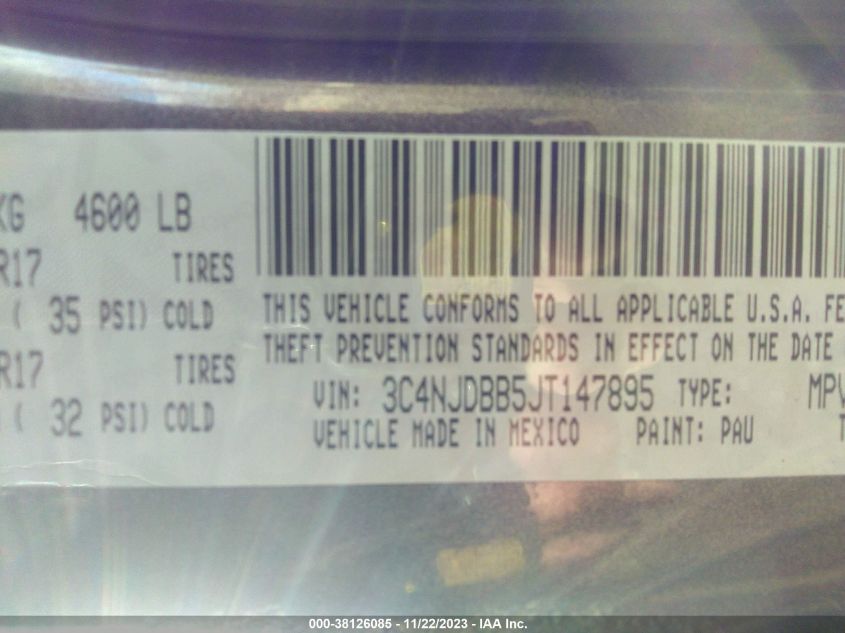 KG 4600 LB
R17 TIRES
( 35 PSI) COLD
R17 TIRES
( 32 PSI) COLD
THIS VEHICLE CONFORMS TO ALL APPLICABLE U.S.A. FE
THEFT PREVENTION STANDARDS IN EFFECT ON THE DATE
VIN: 3C4NJDBB5JT147895 TYPE: MPV
VEHICLE MADE IN MEXICO PAINT: PAU T
000-38126085 - 11/22/2023 - IAA Inc.